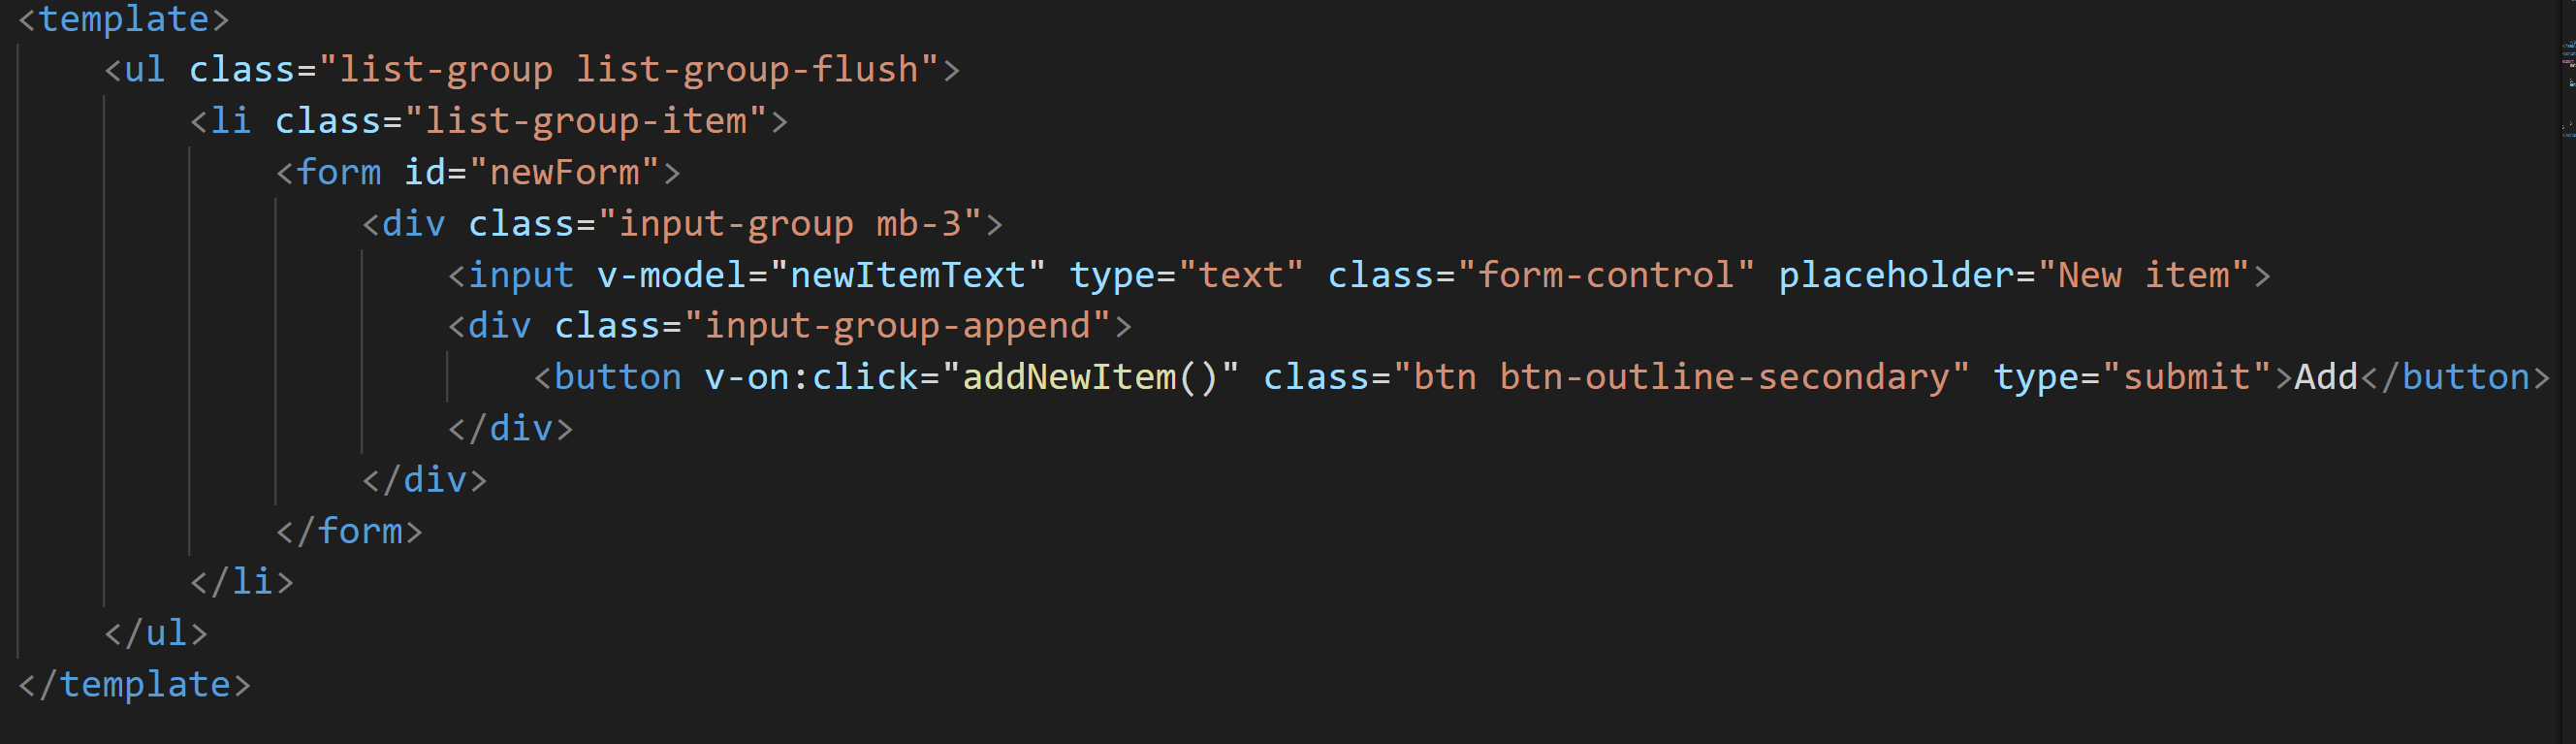 <template>
<ul class="list-group list-group-flush">
<li class="list-group-item">
<form id="newForm">
<div class="input-group mb-3">
<input v-model="newItemText" type="text" class="form-control" placeholder="New item">
<div class="input-group-append">
<button v-on:click="addNewItem()" class="btn btn-outline-secondary" type="submit">Add</button>
</div>
</div>
</form>
</li>
</ul>
</template>